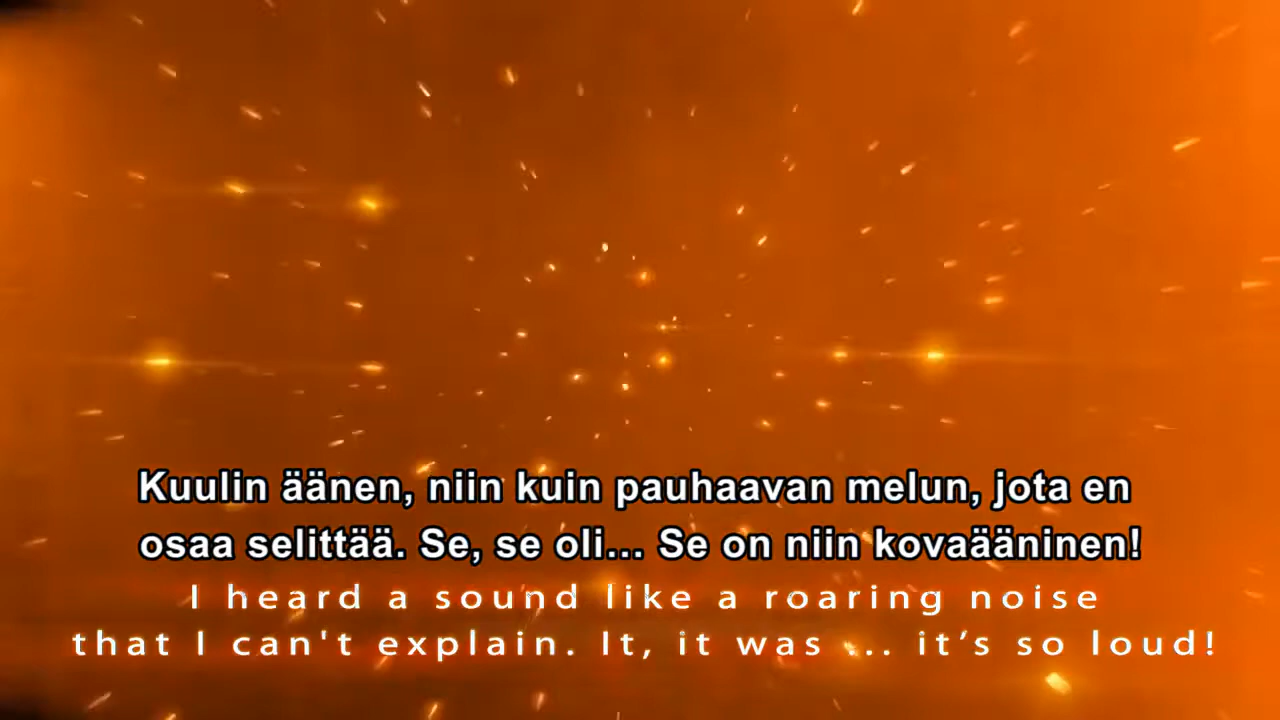 Kuulin äänen, niin kuin pauhaavan melun, jota en
osaa selittää. Se, se oli... Se on niin kovaääninen!
I heard a sound like a roaring noise
that I can't explain. It, it was ... it’s so loud!